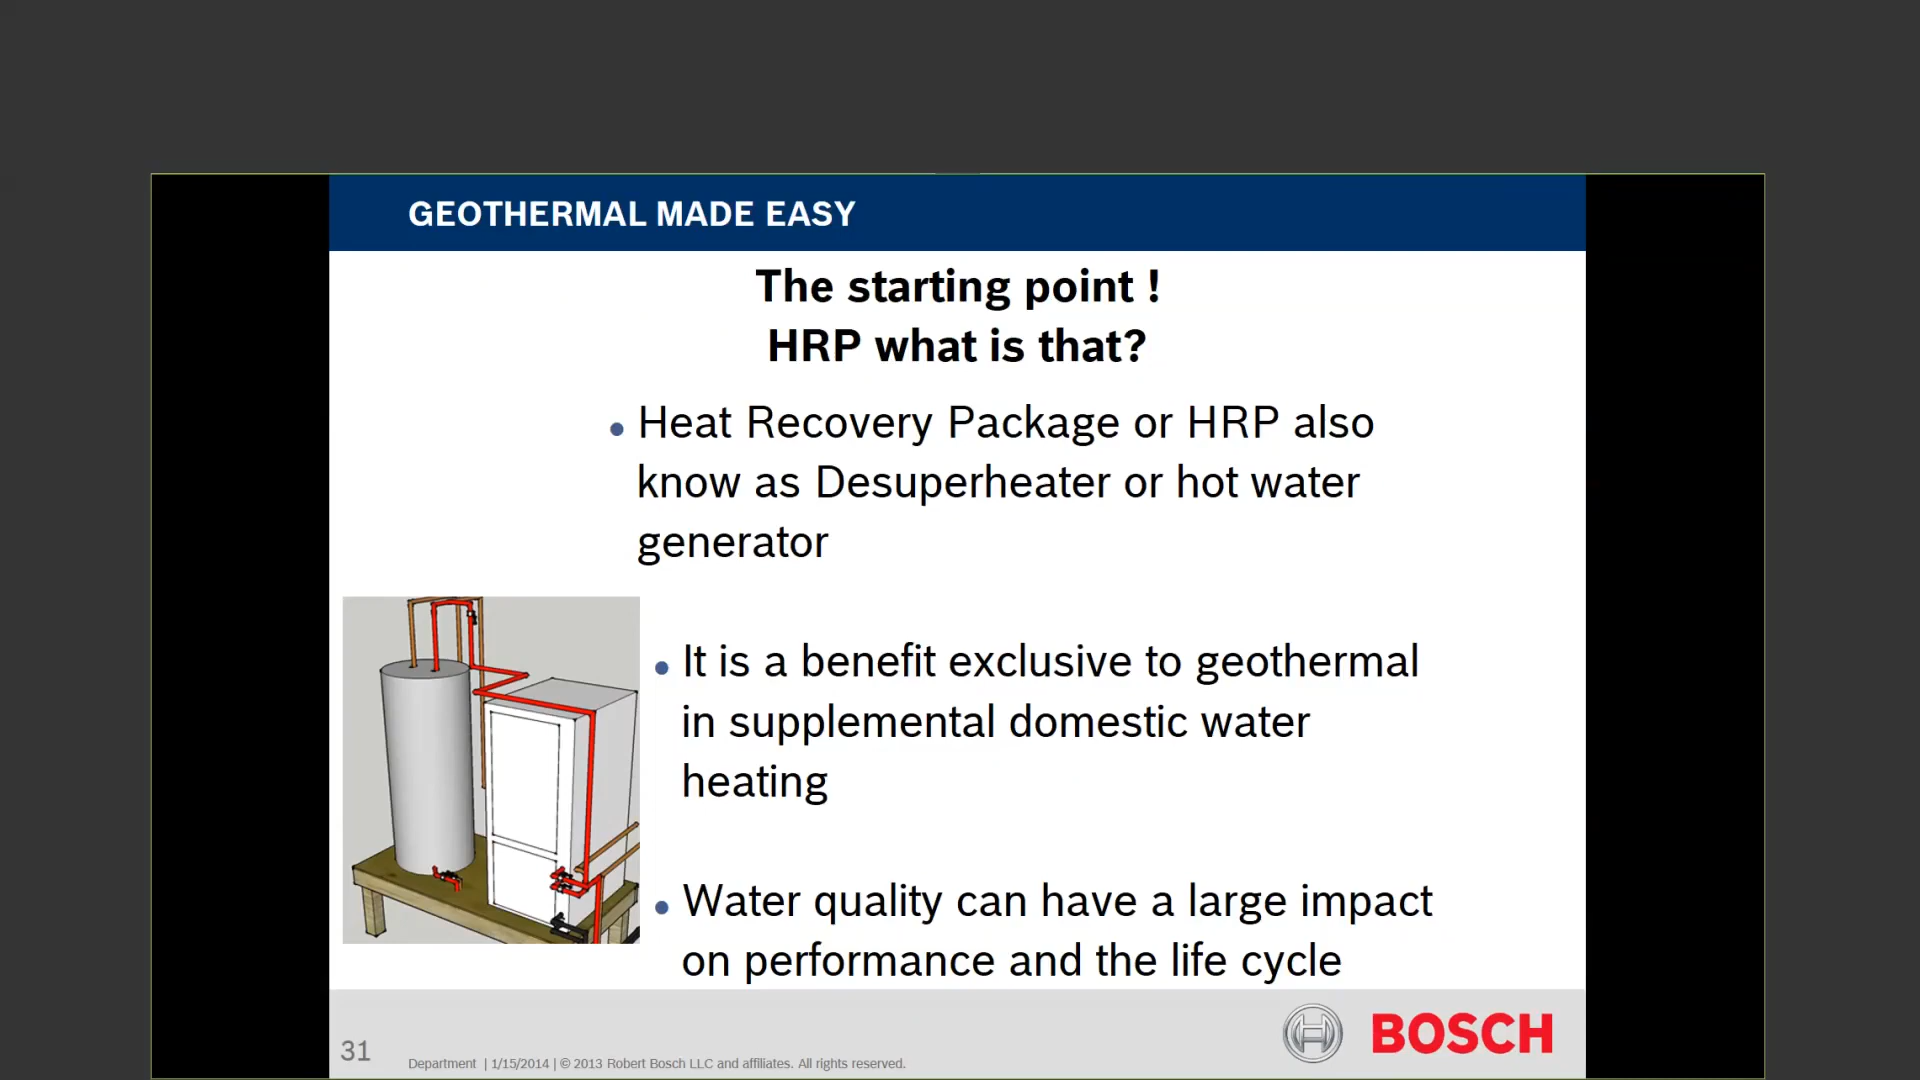 GEOTHERMAL MADE EASY
The starting point !
HRP what is that?
• Heat Recovery Package or HRP also
know as Desuperheater or hot water
generator
• It is a benefit exclusive to geothermal
in supplemental domestic water
heating
• Water quality can have a large impact
on performance and the life cycle
31
Department | 1/15/2014 | © 2013 Robert Bosch LLC and affiliates. All rights reserved.
BOSCH